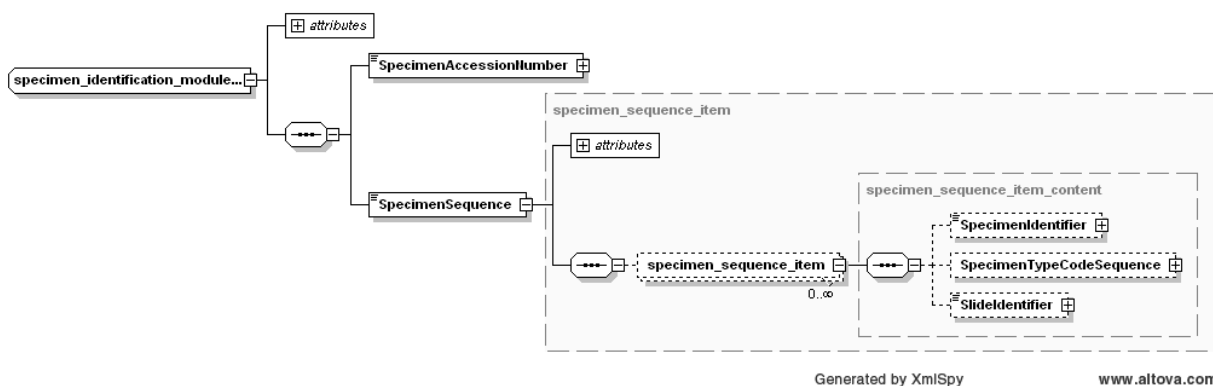 attributes
specimen_identification_module...
SpecimenAccessionNumber
specimen_sequence_item
attributes
specimen_sequence_item_content
SpecimenSequence
SpecimenIdentifier
specimen_sequence_item
SpecimenTypeCodeSequence
0..∞
SlideIdentifier
Generated by XmlSpy www.altova.com